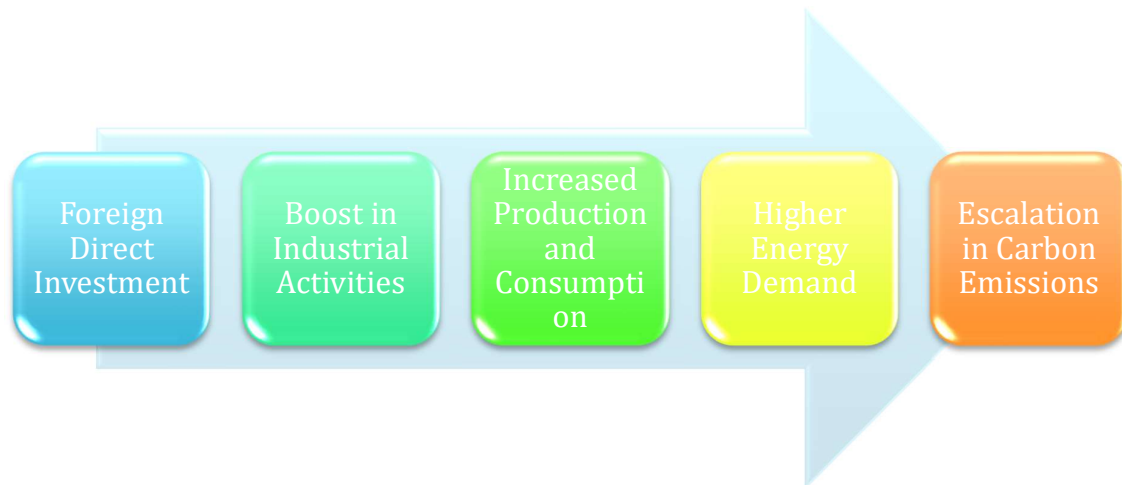 Foreign
Direct
Investment
Boost in
Industrial
Activities
Increased
Production
and
Consumpti
on
Higher
Energy
Demand
Escalation
in Carbon
Emissions